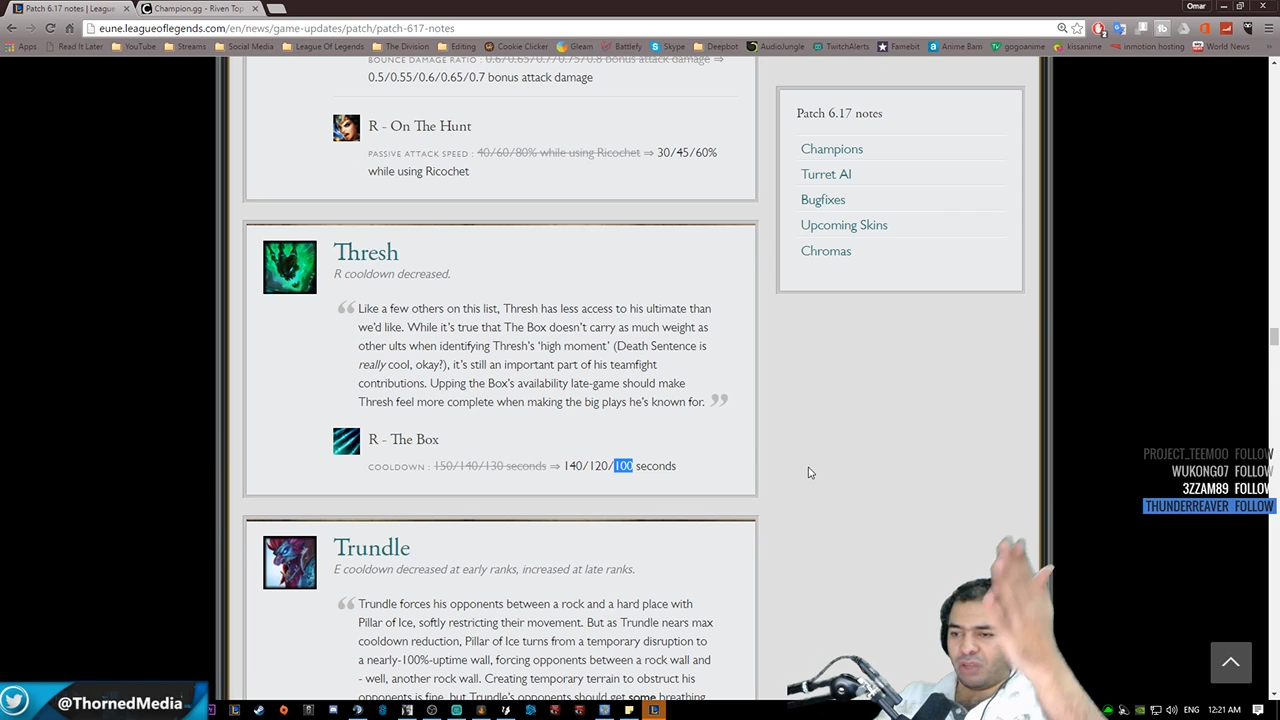 Patch 6.17 notes | League
Champion.gg - Riven Top
Omar
eune.leagueoflegends.com/en/news/game-updates/patch/patch-617-notes
Apps Read It Later YouTube Streams Social Media League Of Legends The Division Editing Cookie Clicker Gleam Battlefy Skype Deepbot AudioJungle TwitchAlerts Famebit Anime Bam gogoanime kissanime inmotion hosting World News
BOUNCE DAMAGE RATIO : 0.6/0.65/0.7/0.75/0.8 bonus attack damage ⇒
0.5/0.55/0.6/0.65/0.7 bonus attack damage
R - On The Hunt
PASSIVE ATTACK SPEED : 40/60/80% while using Ricochet ⇒ 30/45/60%
while using Ricochet
Thresh
R cooldown decreased.
Like a few others on this list, Thresh has less access to his ultimate than
we'd like. While it's true that The Box doesn't carry as much weight as
other ults when identifying Thresh's 'high moment' (Death Sentence is
really cool, okay?), it's still an important part of his teamfight
contributions. Upping the Box's availability late-game should make
Thresh feel more complete when making the big plays he's known for.
R - The Box
COOLDOWN : 150/140/130 seconds ⇒ 140/120/100 seconds
Trundle
E cooldown decreased at early ranks, increased at late ranks.
Trundle forces his opponents between a rock and a hard place with
Pillar of Ice, softly restricting their movement. But as Trundle nears max
cooldown reduction, Pillar of Ice turns from a temporary disruption to
a nearly-100%-uptime wall, forcing opponents between a rock wall and
- well, another rock wall. Creating temporary terrain to obstruct his
opponents is fine, but Trundle's opponents should get some breathing
Patch 6.17 notes
Champions
Turret AI
Bugfixes
Upcoming Skins
Chromas
PROJECT_TEEMOO FOLLOW
WUKONG07 FOLLOW
3ZZAM89 FOLLOW
THUNDERREAVER FOLLOW
@ThornedMedia
12:21 AM